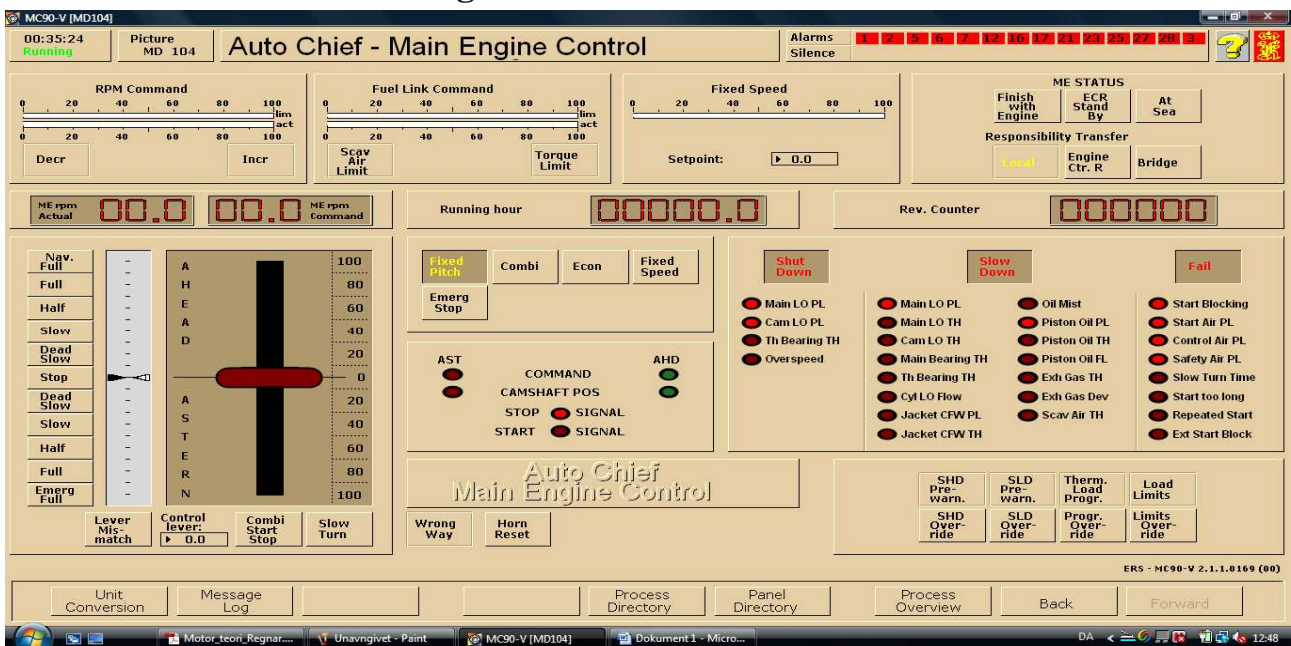 MC90-V [MD104]
00:35:24
Running
Picture
MD 104
Auto Chief - Main Engine Control
Alarms
Silence
1 2 5 6 7 12 16 17 21 23 25 27 28 3
RPM Command
0 20 40 60 80 100
lim
act
0 20 40 60 80 100
Decr
Incr
Fuel Link Command
0 20 40 60 80 100
lim
act
0 20 40 60 80 100
Scav
Air
Limit
Torque
Limit
Fixed Speed
0 20 40 60 80 100
Setpoint: 0.0
ME STATUS
Finish
with
Engine
ECR
Stand
By
At
Sea
Responsibility Transfer
Local
Engine
Ctr. R
Bridge
ME rpm
Actual
00.0
00.0
ME rpm
Command
Running hour
00000.0
Rev. Counter
000000
Nav.
Full
Full
Half
Slow
Dead
Slow
Stop
Dead
Slow
Slow
Half
Full
Emerg
Full
A
H
E
A
D
A
S
T
E
R
N
100
80
60
40
20
0
20
40
60
80
100
Lever
Mis-
match
Control
lever:
0.0
Combi
Start
Stop
Slow
Turn
Fixed
Pitch
Combi
Econ
Fixed
Speed
Emerg
Stop
AST
AHD
COMMAND
CAMSHAFT POS
STOP SIGNAL
START SIGNAL
Auto Chief
Main Engine Control
Wrong
Way
Horn
Reset
Shut
Down
Main LO PL
Cam LO PL
Th Bearing TH
Overspeed
Slow
Down
Main LO PL
Main LO TH
Cam LO TH
Main Bearing TH
Th Bearing TH
Cyl LO Flow
Jacket CFW PL
Jacket CFW TH
Oil Mist
Piston Oil PL
Piston Oil TH
Piston Oil FL
Exh Gas TH
Exh Gas Dev
Scav Air TH
Fail
Start Blocking
Start Air PL
Control Air PL
Safety Air PL
Slow Turn Time
Start too long
Repeated Start
Ext Start Block
SHD
Pre-
warn.
SLD
Pre-
warn.
Therm.
Load
Progr.
Load
Limits
SHD
Over-
ride
SLD
Over-
ride
Progr.
Over-
ride
Limits
Over-
ride
ERS - MC90-V 2.1.1.0169 (00)
Unit
Conversion
Message
Log
Process
Directory
Panel
Directory
Process
Overview
Back
Forward
Motor_teori_Regnar....
Unavngivet - Paint
MC90-V [MD104]
Dokument1 - Micro...
DA
12:48